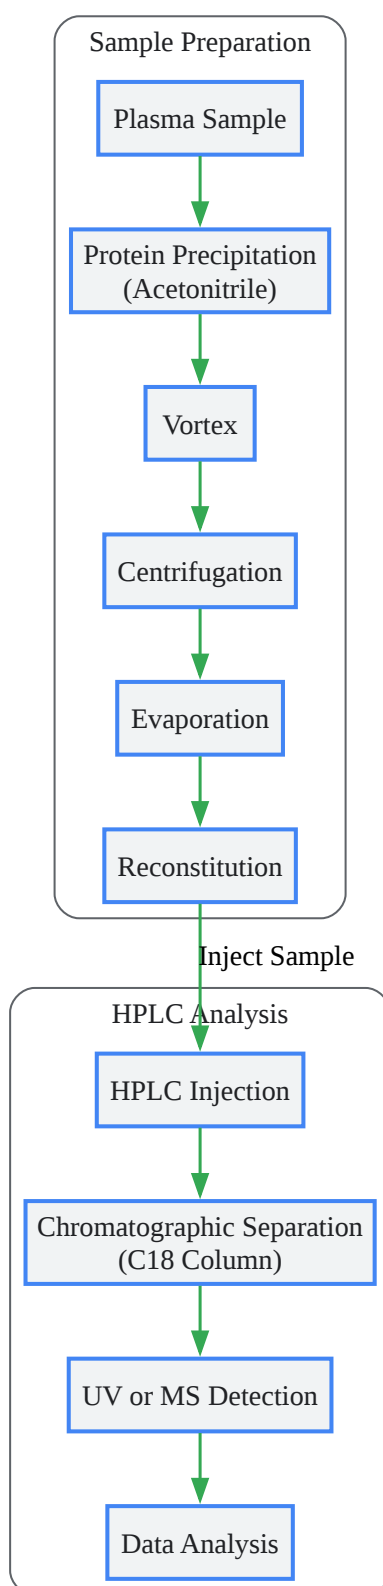 Sample Preparation
Plasma Sample
Protein Precipitation
(Acetonitrile)
Vortex
Centrifugation
Evaporation
Reconstitution
Inject Sample
HPLC Analysis
HPLC Injection
Chromatographic Separation
(C18 Column)
UV or MS Detection
Data Analysis